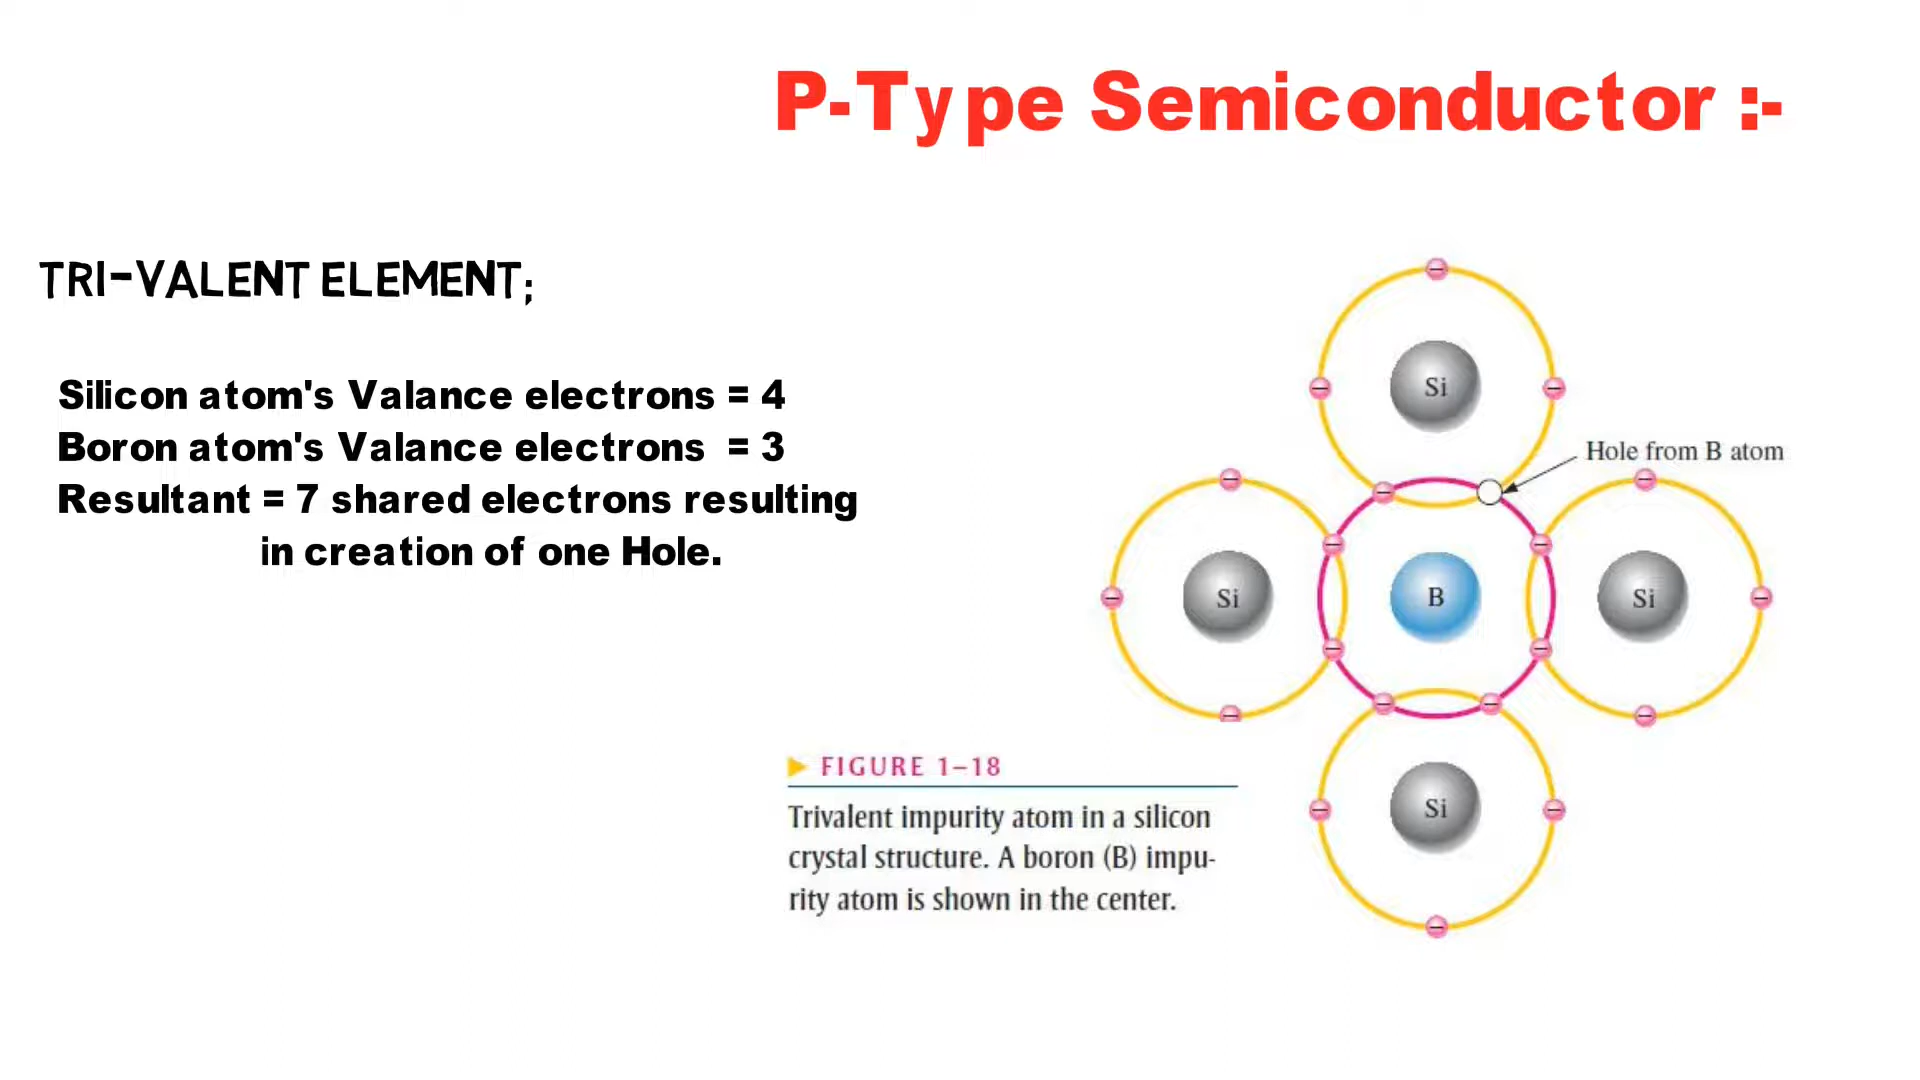 P-Type Semiconductor :-
TRI-VALENT ELEMENT;
Silicon atom's Valance electrons = 4
Boron atom's Valance electrons = 3
Resultant = 7 shared electrons resulting
in creation of one Hole.
Si
Hole from B atom
Si
B
Si
Si
▶ FIGURE 1–18
Trivalent impurity atom in a silicon
crystal structure. A boron (B) impu-
rity atom is shown in the center.